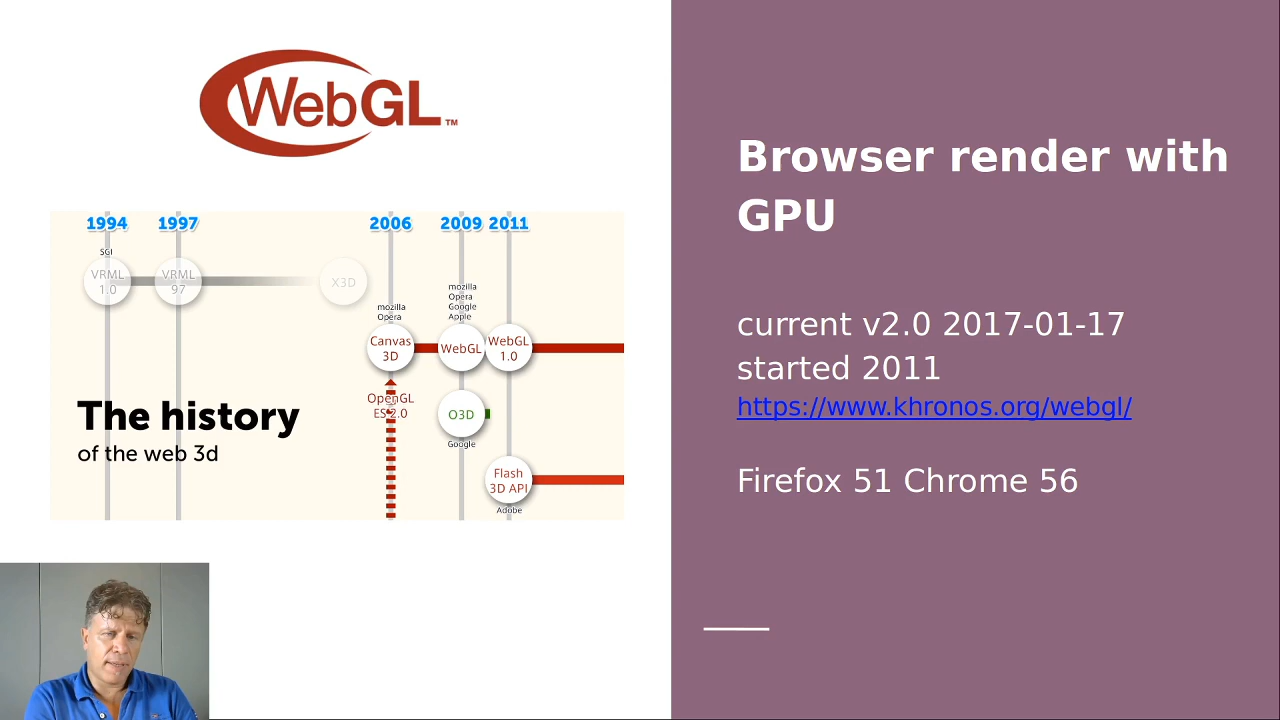 WebGL™
1994 1997 2006 2009 2011
SGI
VRML
1.0
VRML
97
X3D
mozilla
Opera
mozilla
Opera
Google
Apple
Canvas
3D
WebGL
WebGL
1.0
OpenGL
ES 2.0
O3D
Google
Flash
3D API
Adobe
The history
of the web 3d
Browser render with
GPU
current v2.0 2017-01-17
started 2011
https://www.khronos.org/webgl/
Firefox 51 Chrome 56